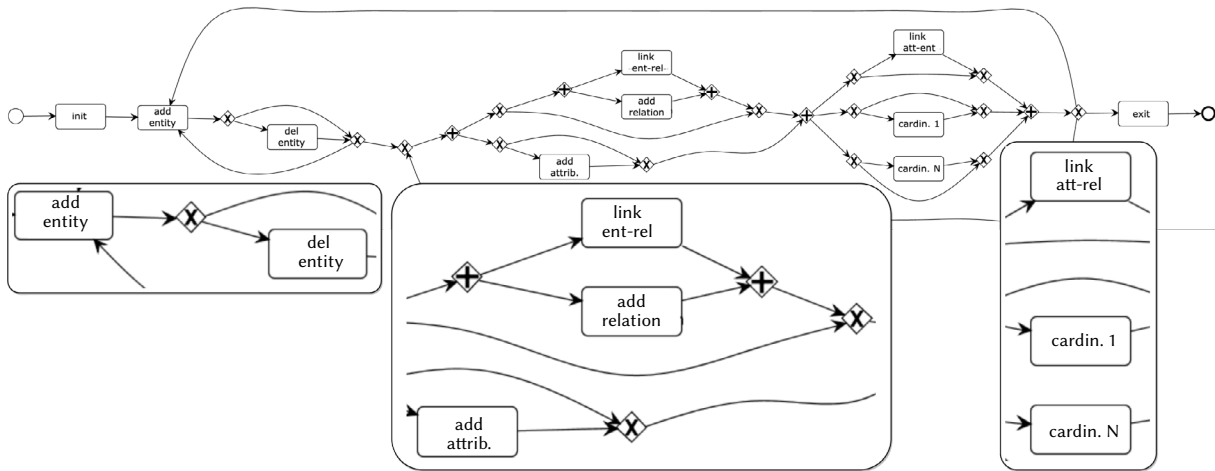 init
add
entity
del
entity
link
ent-rel
add
relation
add
attrib.
link
att-ent
cardin. 1
cardin. N
exit
add
entity
del
entity
link
ent-rel
add
relation
add
attrib.
link
att-rel
cardin. 1
cardin. N